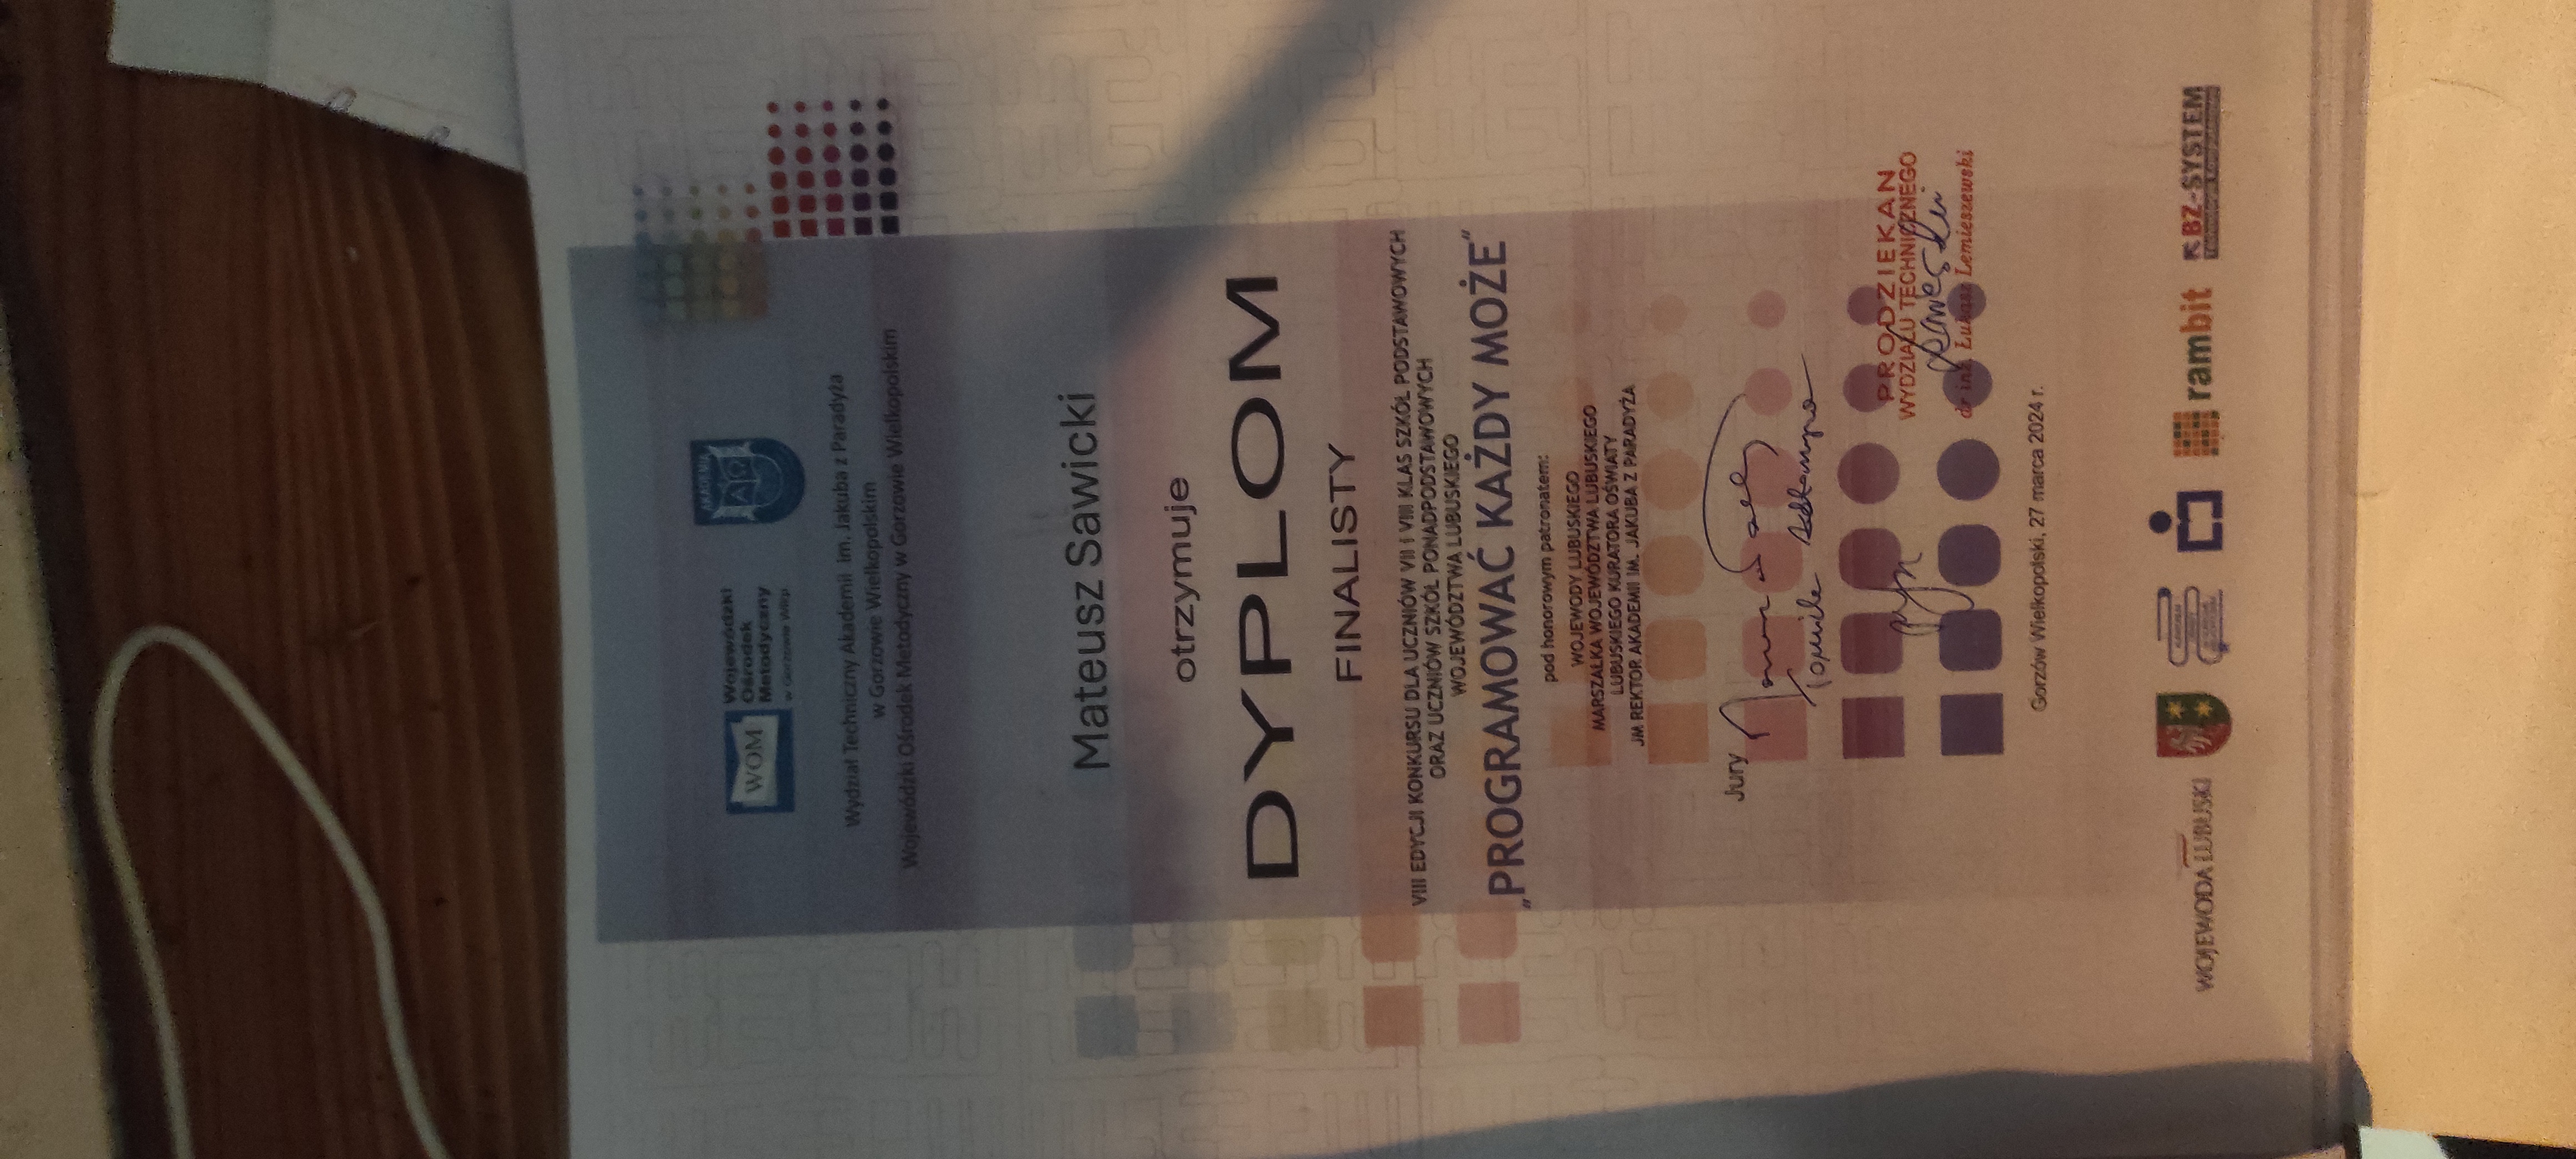 WOM
Wojewódzki
Ośrodek
Metodyczny
w Gorzowie Wlkp.
Wydział Techniczny Akademii im. Jakuba z Paradyża
w Gorzowe Wielkopolskim
Wojewódzki Ośrodek Metodyczny w Gorzowie Wielkopolskim
Mateusz Sawicki
otrzymuje
DYPLOM
FINALISTY
VIII EDYCJI KONKURSU DLA UCZNIÓW VII I VIII KLAS SZKÓŁ PODSTAWOWYCH
ORAZ UCZNIÓW SZKÓŁ PONADPODSTAWOWYCH
WOJEWÓDZTWA LUBUSKIEGO
„PROGRAMOWAĆ KAŻDY MOŻE”
pod honorowym patronatem:
WOJEWODY LUBUSKIEGO
MARSZAŁKA WOJEWÓDZTWA LUBUSKIEGO
LUBUSKIEGO KURATORA OŚWIATY
JM REKTOR AKADEMII IM. JAKUBA Z PARADYŻA
Jury
PRODZIEKAN
WYDZIAŁU TECHNICZNEGO
dr inż. Łukasz Lemieszewski
Gorzów Wielkopolski, 27 marca 2024 r.
WOJEWODA LUBUSKI
rambit
BZ-SYSTEM